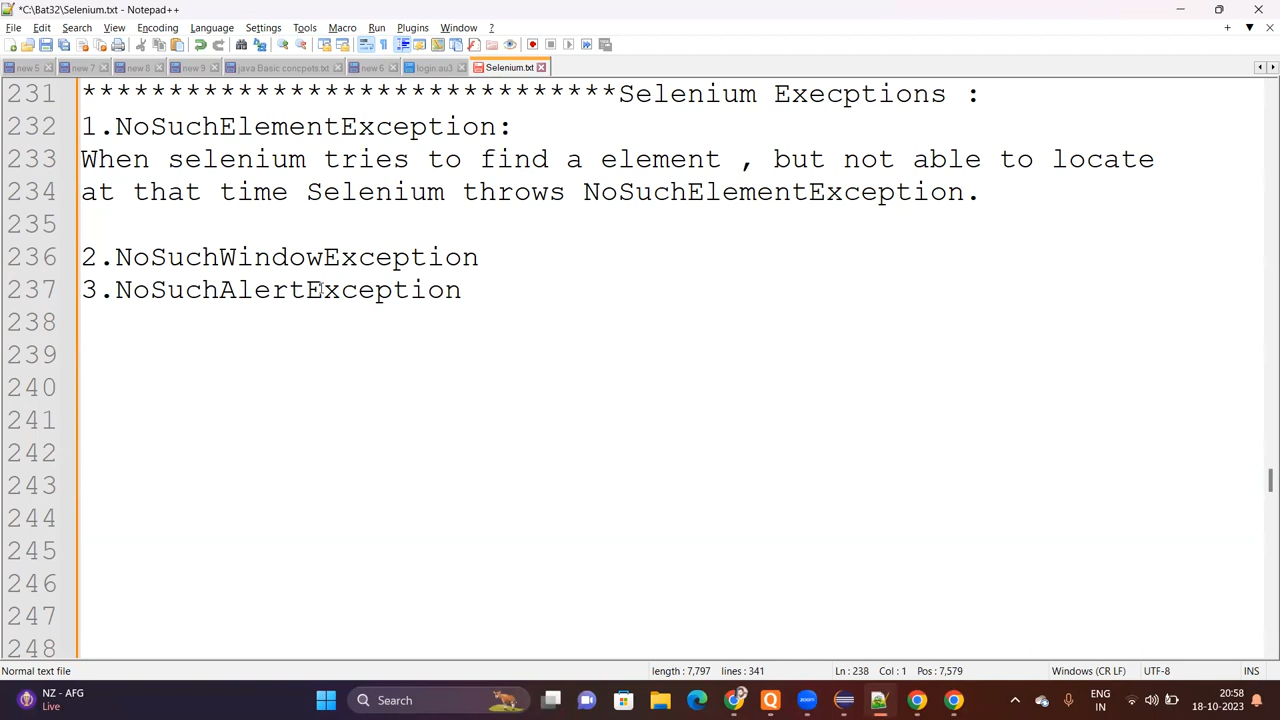 *C:\Bat32\Selenium.txt - Notepad++
File Edit Search View Encoding Language Settings Tools Macro Run Plugins Window ?
new 5 new 7 new 8 new 9 java Basic concpets.txt new 6 login.au3 Selenium.txt
231 *******************************Selenium Execptions :
232 1.NoSuchElementException:
233 When selenium tries to find a element , but not able to locate
234 at that time Selenium throws NoSuchElementException.
235
236 2.NoSuchWindowException
237 3.NoSuchAlertException
238
239
240
241
242
243
244
245
246
247
248
Normal text file length : 7,797 lines : 341 Ln : 238 Col : 1 Pos : 7,579 Windows (CR LF) UTF-8 INS
NZ - AFG
Live
Search
ENG
IN
20:58
18-10-2023